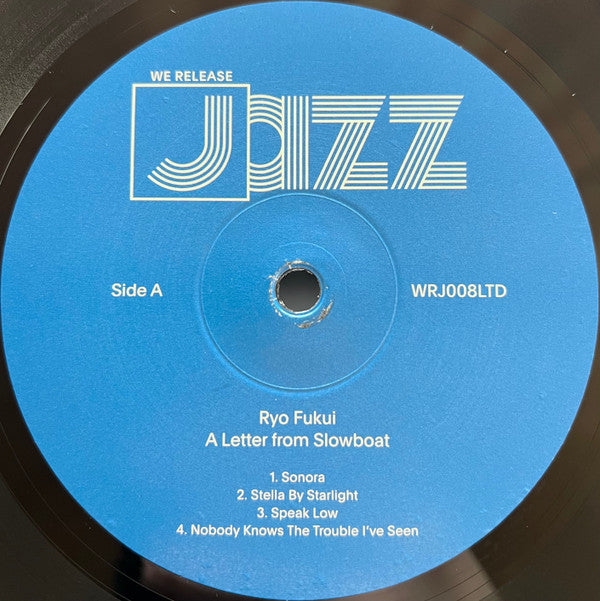 WE RELEASE
Jazz
Side A
WRJ008LTD
Ryo Fukui
A Letter from Slowboat
1. Sonora
2. Stella By Starlight
3. Speak Low
4. Nobody Knows The Trouble I've Seen